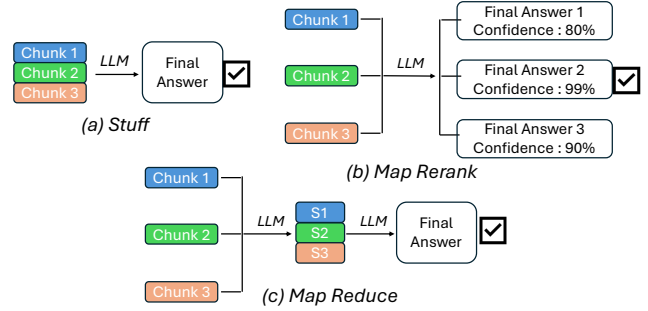 Chunk 1
Chunk 2
Chunk 3
LLM
Final
Answer
(a) Stuff
Chunk 1
Chunk 2
Chunk 3
LLM
Final Answer 1
Confidence : 80%
Final Answer 2
Confidence : 99%
Final Answer 3
Confidence : 90%
(b) Map Rerank
Chunk 1
Chunk 2
Chunk 3
LLM
S1
S2
S3
LLM
Final
Answer
(c) Map Reduce